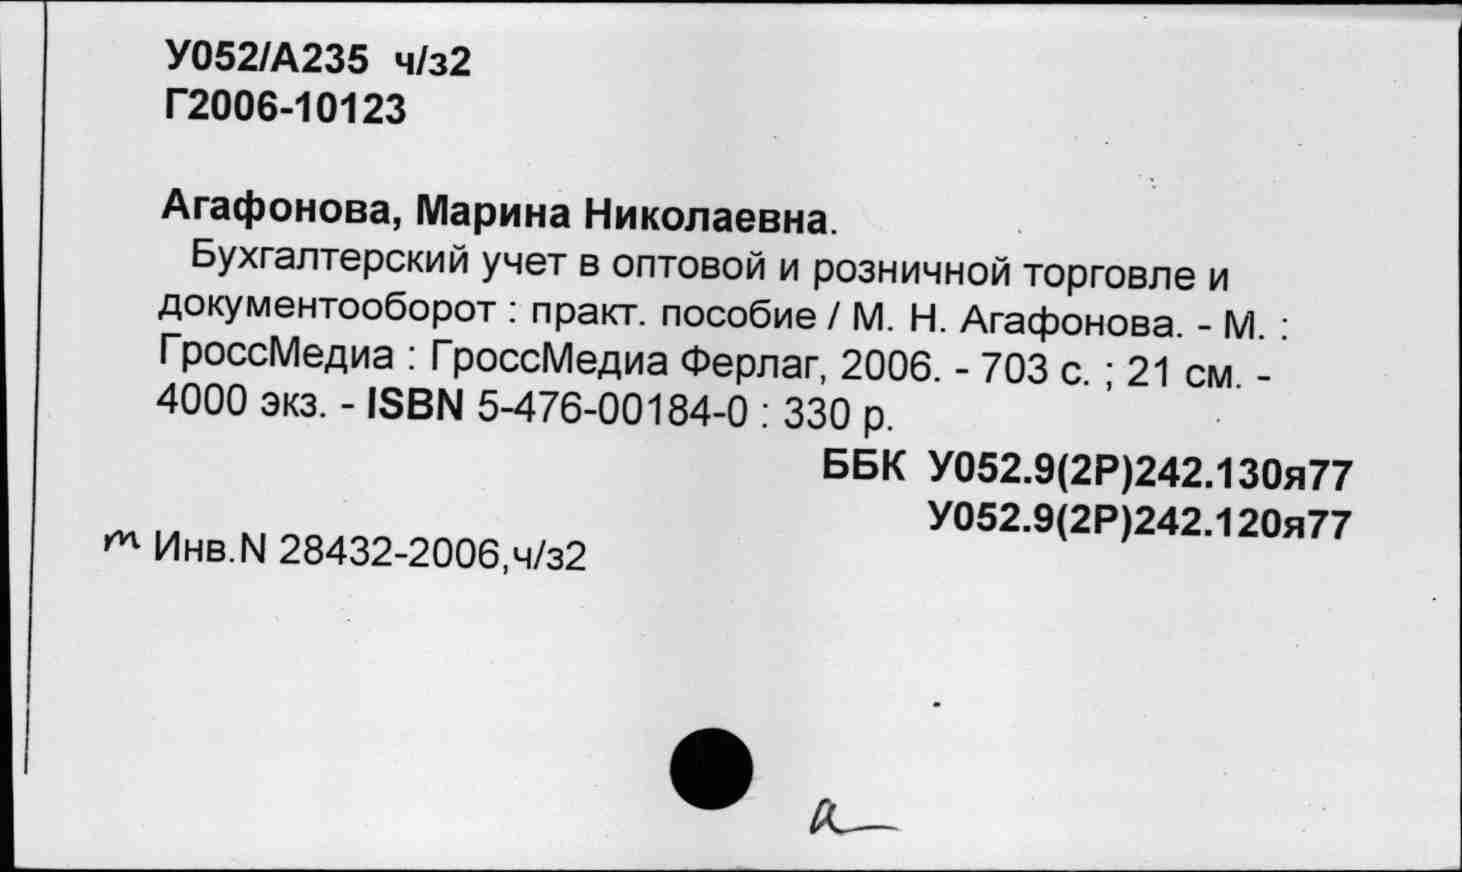 У052/А235 ч/з2
Г2006-10123
Агафонова, Марина Николаевна.
Бухгалтерский учет в оптовой и розничной торговле и
документооборот : практ. пособие / М. Н. Агафонова. - М. :
ГроссМедиа : ГроссМедиа Ферлаг, 2006. - 703 с. ; 21 см. -
4000 экз. - ISBN 5-476-00184-0 : 330 р.
ББК У052.9(2Р)242.130я77
У052.9(2Р)242.120я77
Инв.N 28432-2006,ч/з2
а